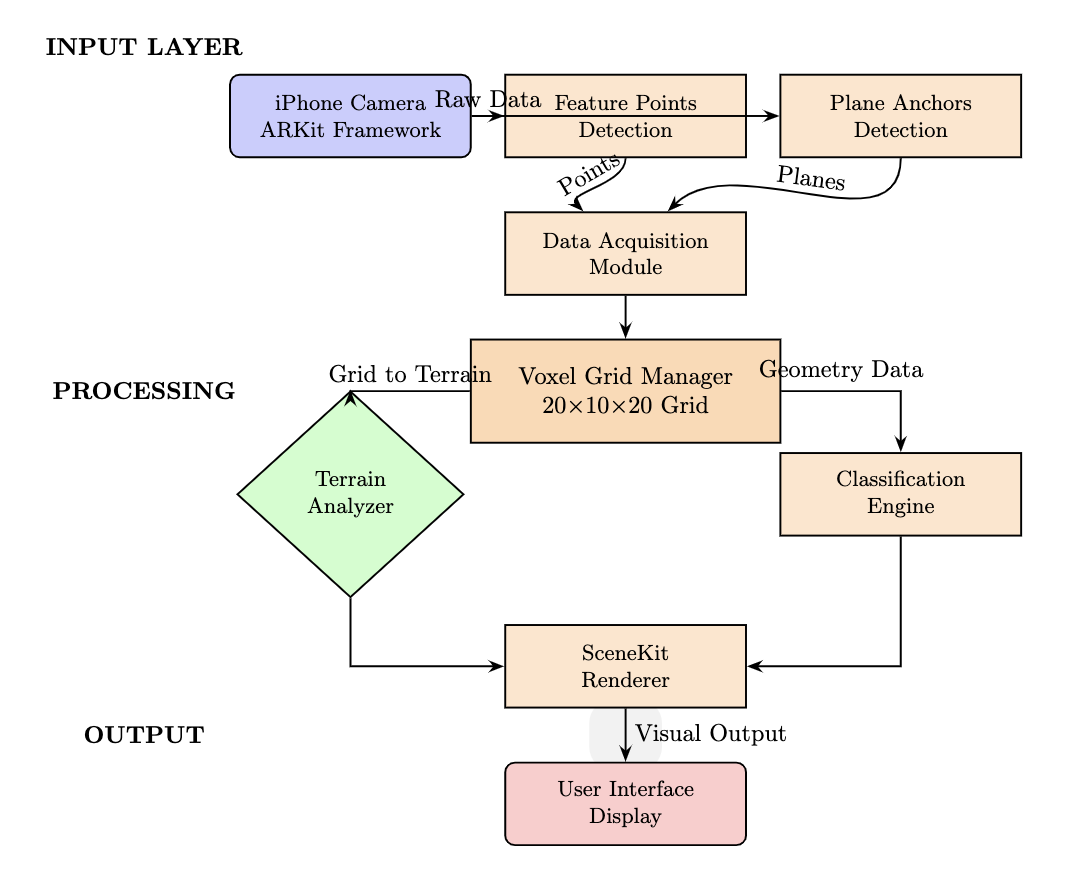 INPUT LAYER
iPhone Camera
ARKit Framework
Raw Data
Feature Points
Detection
Plane Anchors
Detection
Points
Planes
Data Acquisition
Module
PROCESSING
Grid to Terrain
Voxel Grid Manager
20×10×20 Grid
Geometry Data
Terrain
Analyzer
Classification
Engine
SceneKit
Renderer
OUTPUT
Visual Output
User Interface
Display